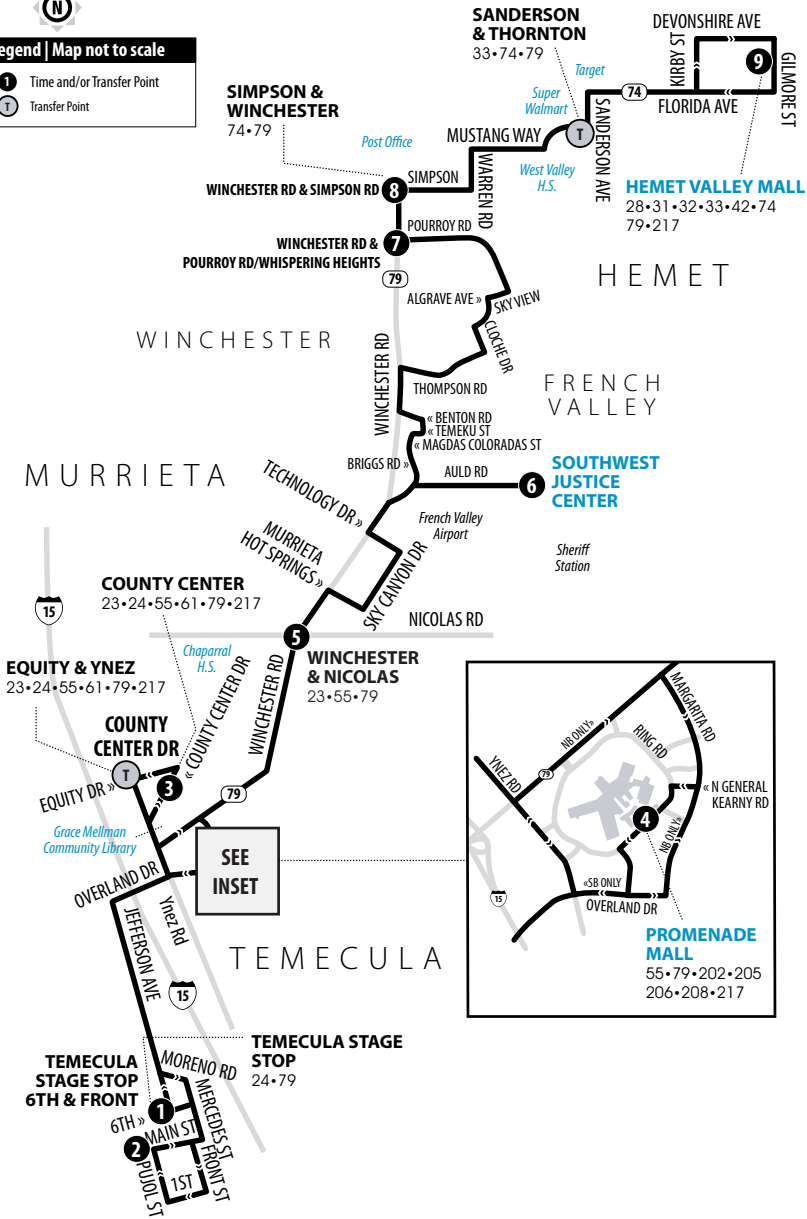 N
egend | Map not to scale
1 Time and/or Transfer Point
T Transfer Point
SANDERSON
& THORNTON
33•74•79
DEVONSHIRE AVE
KIRBY ST
9
GILMORE ST
Target
74
FLORIDA AVE
Super
Walmart
SANDERSON AVE
SIMPSON &
WINCHESTER
74•79
Post Office
MUSTANG WAY
T
West Valley
H.S.
WARREN RD
SIMPSON
WINCHESTER RD & SIMPSON RD
8
HEMET VALLEY MALL
28•31•32•33•42•74
79•217
POURROY RD
WINCHESTER RD &
POURROY RD/WHISPERING HEIGHTS
7
79
HEMET
ALGRAVE AVE »
SKY VIEW
CLOCHE DR
WINCHESTER
WINCHESTER RD
THOMPSON RD
FRENCH
VALLEY
« BENTON RD
« TEMEKU ST
« MAGDAS COLORADAS ST
BRIGGS RD »
AULD RD
6
SOUTHWEST
JUSTICE
CENTER
MURRIETA
TECHNOLOGY DR »
French Valley
Airport
Sheriff
Station
MURRIETA
HOT SPRINGS »
SKY CANYON DR
COUNTY CENTER
23•24•55•61•79•217
15
NICOLAS RD
5
WINCHESTER
& NICOLAS
23•55•79
Chaparral
H.S.
« COUNTY CENTER DR
WINCHESTER RD
EQUITY & YNEZ
23•24•55•61•79•217
COUNTY
CENTER DR
T
3
EQUITY DR »
79
Grace Mellman
Community Library
SEE
INSET
OVERLAND DR
Ynez Rd
JEFFERSON AVE
TEMECULA
15
MARGARITA RD
RING RD
NB ONLY»
79
YNEZ RD
« N GENERAL
KEARNY RD
4
NB ONLY»
«SB ONLY
OVERLAND DR
15
PROMENADE
MALL
55•79•202•205
206•208•217
TEMECULA STAGE
STOP
24•79
TEMECULA
STAGE STOP
6TH & FRONT
MORENO RD
MERCEDES ST
1
6TH »
MAIN ST
2
FRONT ST
PUJOL ST
1ST